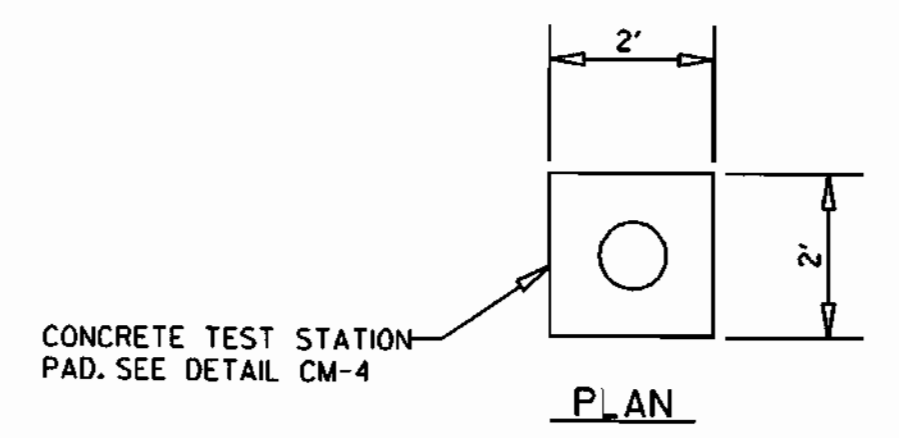 2'
2'
CONCRETE TEST STATION
PAD. SEE DETAIL CM-4
PLAN